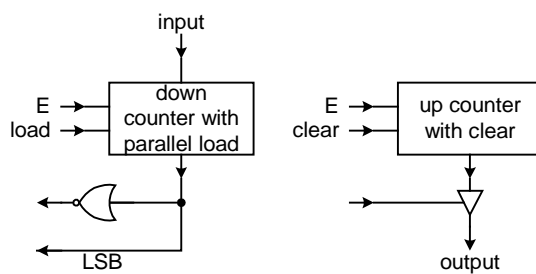 input
E
load
down
counter with
parallel load
LSB
E
clear
up counter
with clear
output